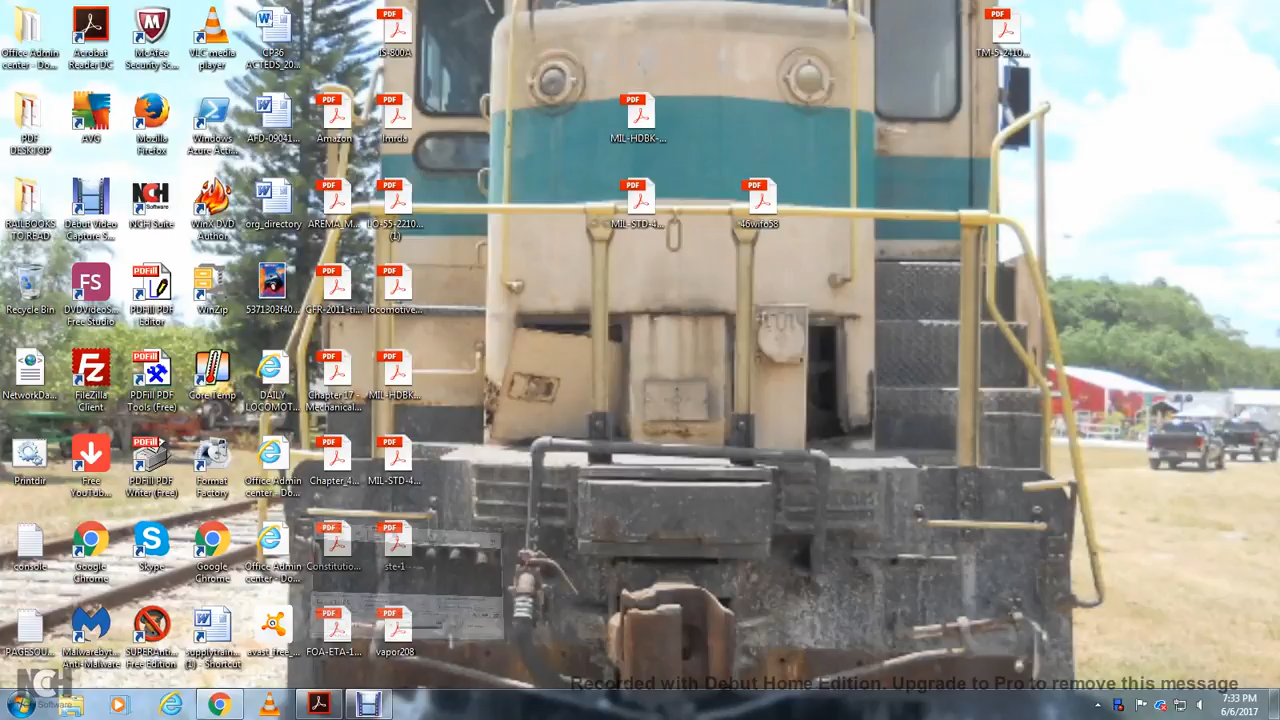 Office Admin
center - Do...
Acrobat
Reader DC
McAfee
Security Sc...
VLC media
player
CP36
ACTEDS_20...
IS-800A
TM-5-2410...
PDF
DESKTOP
AVG
Mozilla
Firefox
Windows
Azure Acti...
AFD-09041...
Amazon
lmrda
MIL-HDBK-...
RAILBOOKS
TO READ
Debut Video
Capture S...
NCH Suite
WinX DVD
Author
org_directory
AREMA_M...
LO-55-2210...
(1)
MIL-STD-4...
46wifo53
Recycle Bin
DVDVideoS...
Free Studio
PDFill PDF
Editor
WinZip
5371303f40...
CFR-2011-ti...
locomotive...
NetworkDa...
FileZilla
Client
PDFill PDF
Tools (Free)
Core Temp
DAILY
LOCOMOT...
Chapter 17 -
Mechanical...
MIL-HDBK...
Printdir
Free
YouTub...
PDFill PDF
Writer (Free)
Format
Factory
Office Admin
center - Do...
Chapter_4...
MIL-STD-4...
console
Google
Chrome
Skype
Google
Chrome
Office Admin
center - Do...
Constitutio...
ste-1
PAGESOU...
Malwarebyt...
Anti-Malware
SUPERAnti...
Free Edition
supplytrain...
(1) - Shortcut
avast_free_...
FOA-ETA-1...
vapor208
NCH
Software
Recorded with Debut Home Edition. Upgrade to Pro to remove this message
7:33 PM
6/6/2017